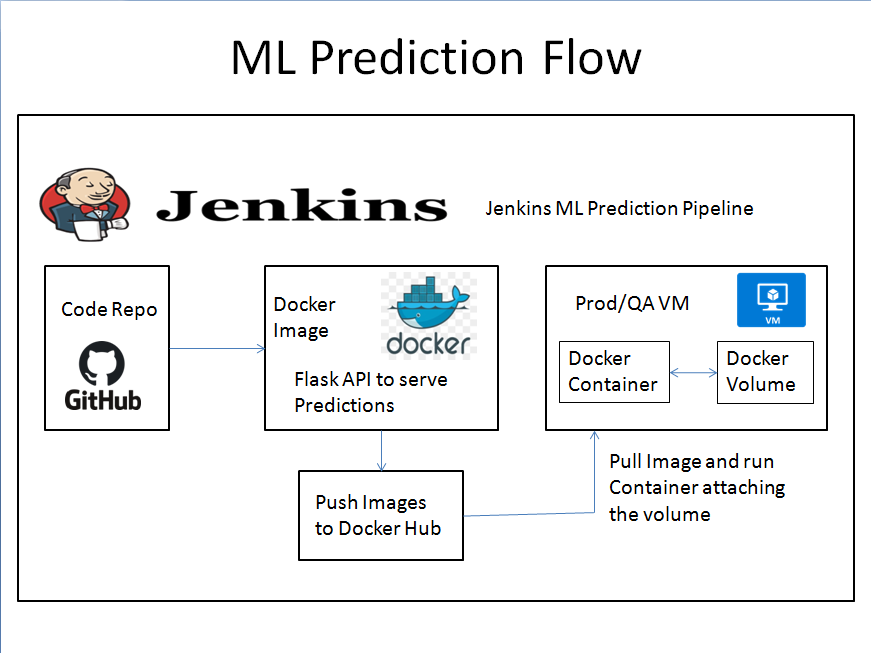 ML Prediction Flow
Jenkins
Jenkins ML Prediction Pipeline
Code Repo
GitHub
Docker
Image
docker
Flask API to serve
Predictions
Prod/QA VM
VM
Docker
Container
Docker
Volume
Push Images
to Docker Hub
Pull Image and run
Container attaching
the volume